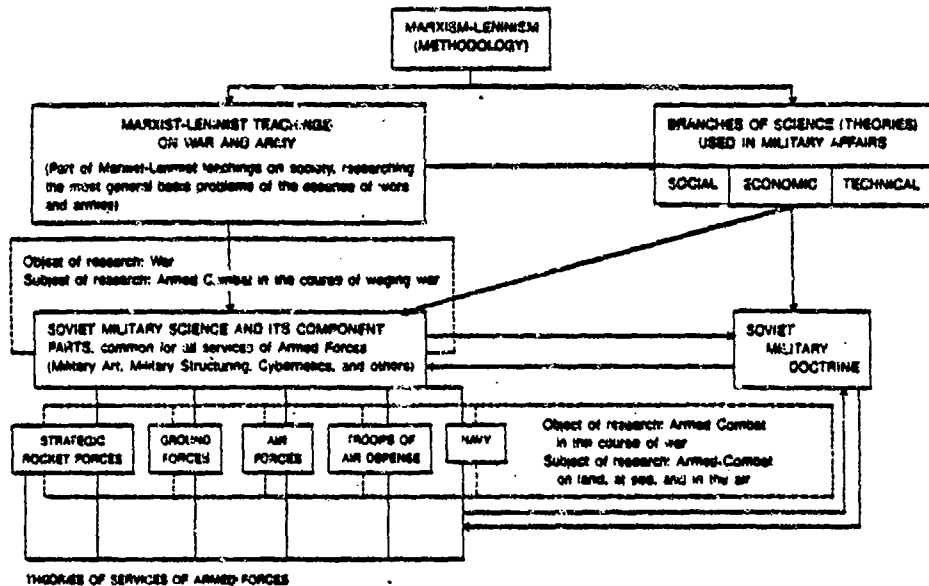 MARXISM-LENINISM
(METHODOLOGY)
MARXIST-LENINIST TEACHINGS
ON WAR AND ARMY
(Part of Marxist-Leninist teachings on society, researching
the most general basic problems of the essence of wars
and armies)
BRANCHES OF SCIENCE (THEORIES)
USED IN MILITARY AFFAIRS
SOCIAL
ECONOMIC
TECHNICAL
Object of research: War
Subject of research: Armed Combat in the course of waging war
SOVIET MILITARY SCIENCE AND ITS COMPONENT
PARTS, common for all services of Armed Forces
(Military Art, Military Structuring, Cybernetics, and others)
SOVIET
MILITARY
DOCTRINE
STRATEGIC
ROCKET FORCES
GROUND
FORCES
AIR
FORCES
TROOPS OF
AIR DEFENSE
NAVY
Object of research: Armed Combat
in the course of war
Subject of research: Armed-Combat
on land, at sea, and in the air
THEORIES OF SERVICES OF ARMED FORCES